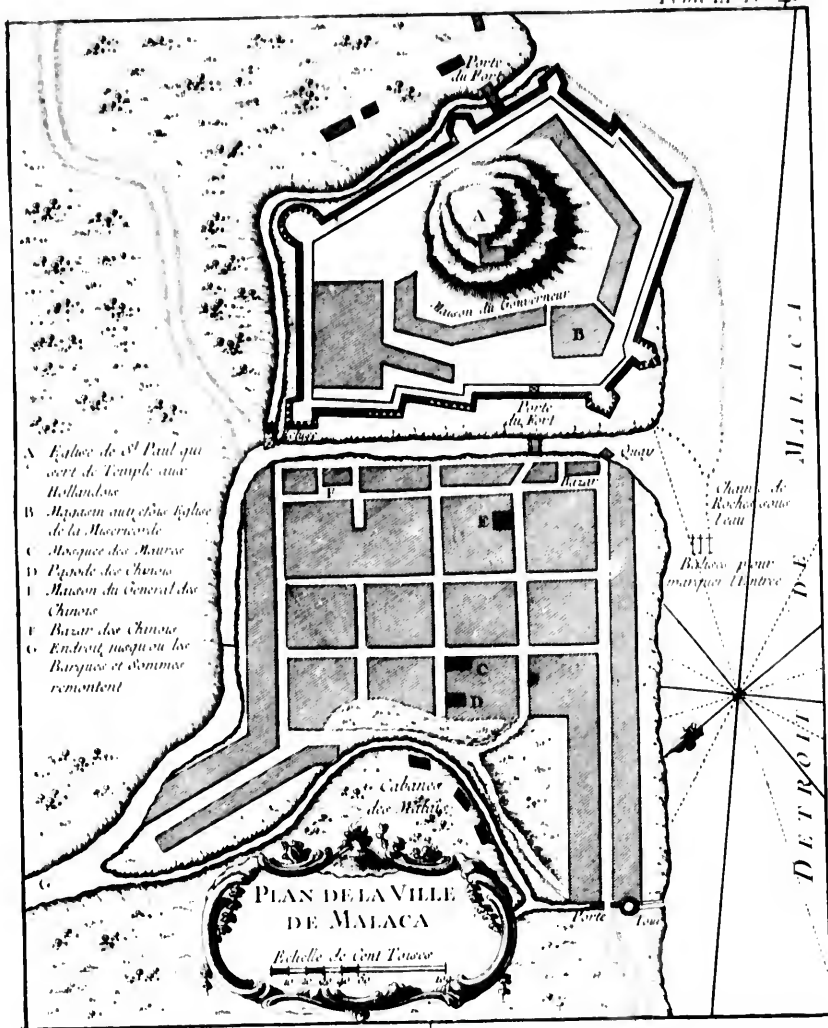 Porte
du Fort
A
Maison du Gouverneur
B
Porte
du Fort
Quay
Bazar
E
C
D
A Eglise de St Paul qui
sert de Temple aux
Hollandois
B Magasin autrefois Eglise
de la Misericorde
C Mosquée des Maures
D Pagode des Chinois
E Maison du General des
Chinois
F Bazar des Chinois
G Endroit jusqu'ou les
Barques et Sommes
remontent
Chaine de
Roches sous
l'eau
Balises pour
marquer l'Entrée
DETROIT DE MALACA
Cabanes
des Malais
G
PLAN DE LA VILLE
DE MALACA
Echelle de Cent Toises
Porte
Tour